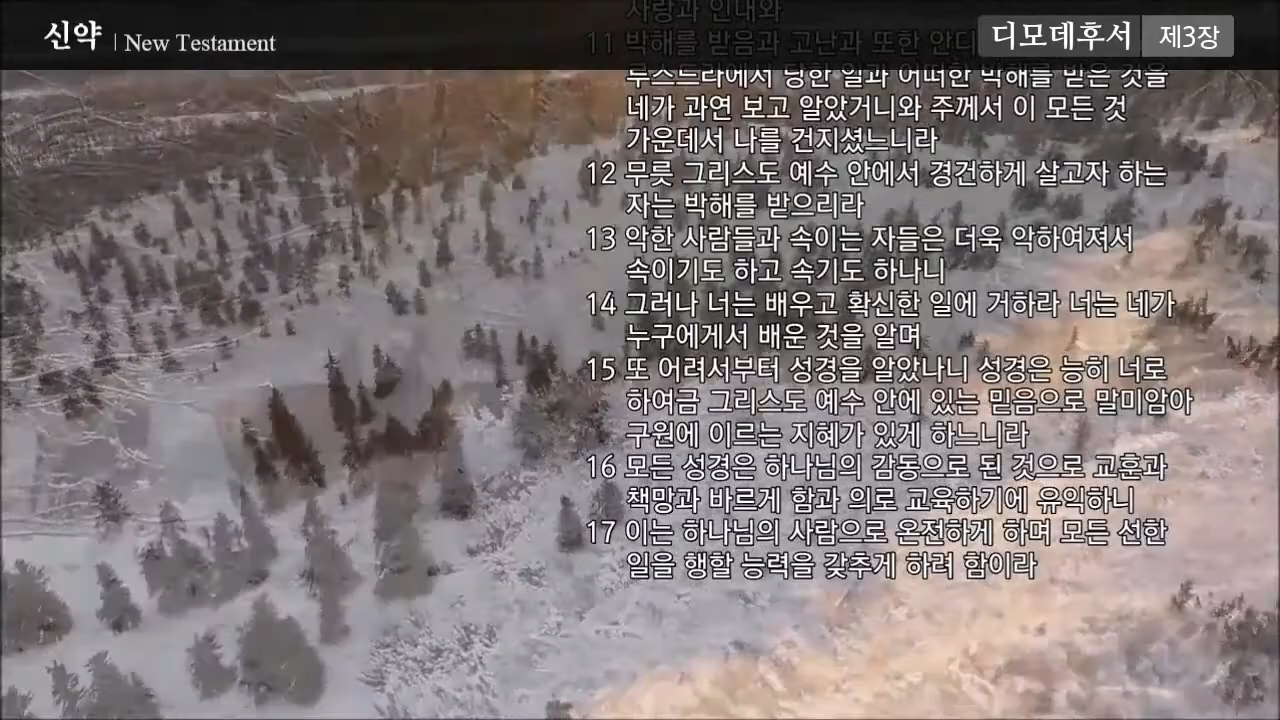 신약 | New Testament
디모데후서 제3장
사랑과 인내와
11 박해를 받음과 고난과 또한 안디
루스드라에서 당한 일과 어떠한 박해를 받은 것을
네가 과연 보고 알았거니와 주께서 이 모든 것
가운데서 나를 건지셨느니라
12 무릇 그리스도 예수 안에서 경건하게 살고자 하는
자는 박해를 받으리라
13 악한 사람들과 속이는 자들은 더욱 악하여져서
속이기도 하고 속기도 하나니
14 그러나 너는 배우고 확신한 일에 거하라 너는 네가
누구에게서 배운 것을 알며
15 또 어려서부터 성경을 알았나니 성경은 능히 너로
하여금 그리스도 예수 안에 있는 믿음으로 말미암아
구원에 이르는 지혜가 있게 하느니라
16 모든 성경은 하나님의 감동으로 된 것으로 교훈과
책망과 바르게 함과 의로 교육하기에 유익하니
17 이는 하나님의 사람으로 온전하게 하며 모든 선한
일을 행할 능력을 갖추게 하려 함이라